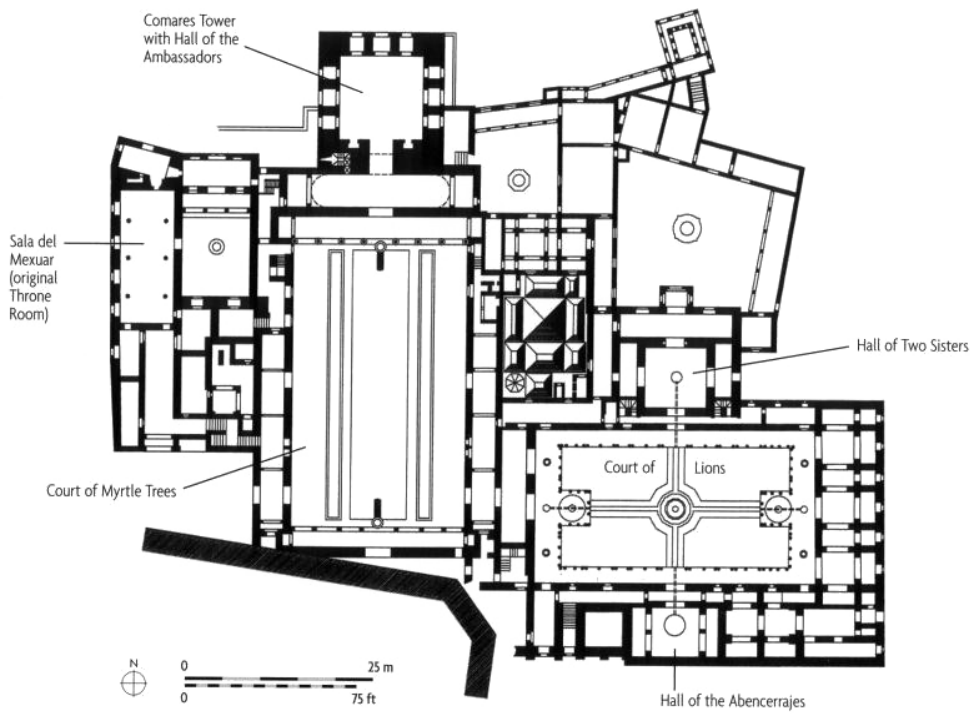 Comares Tower
with Hall of the
Ambassadors
Sala del
Mexuar
(original
Throne
Room)
Hall of Two Sisters
Court of Lions
Court of Myrtle Trees
N
0 25 m
0 75 ft
Hall of the Abencerrajes